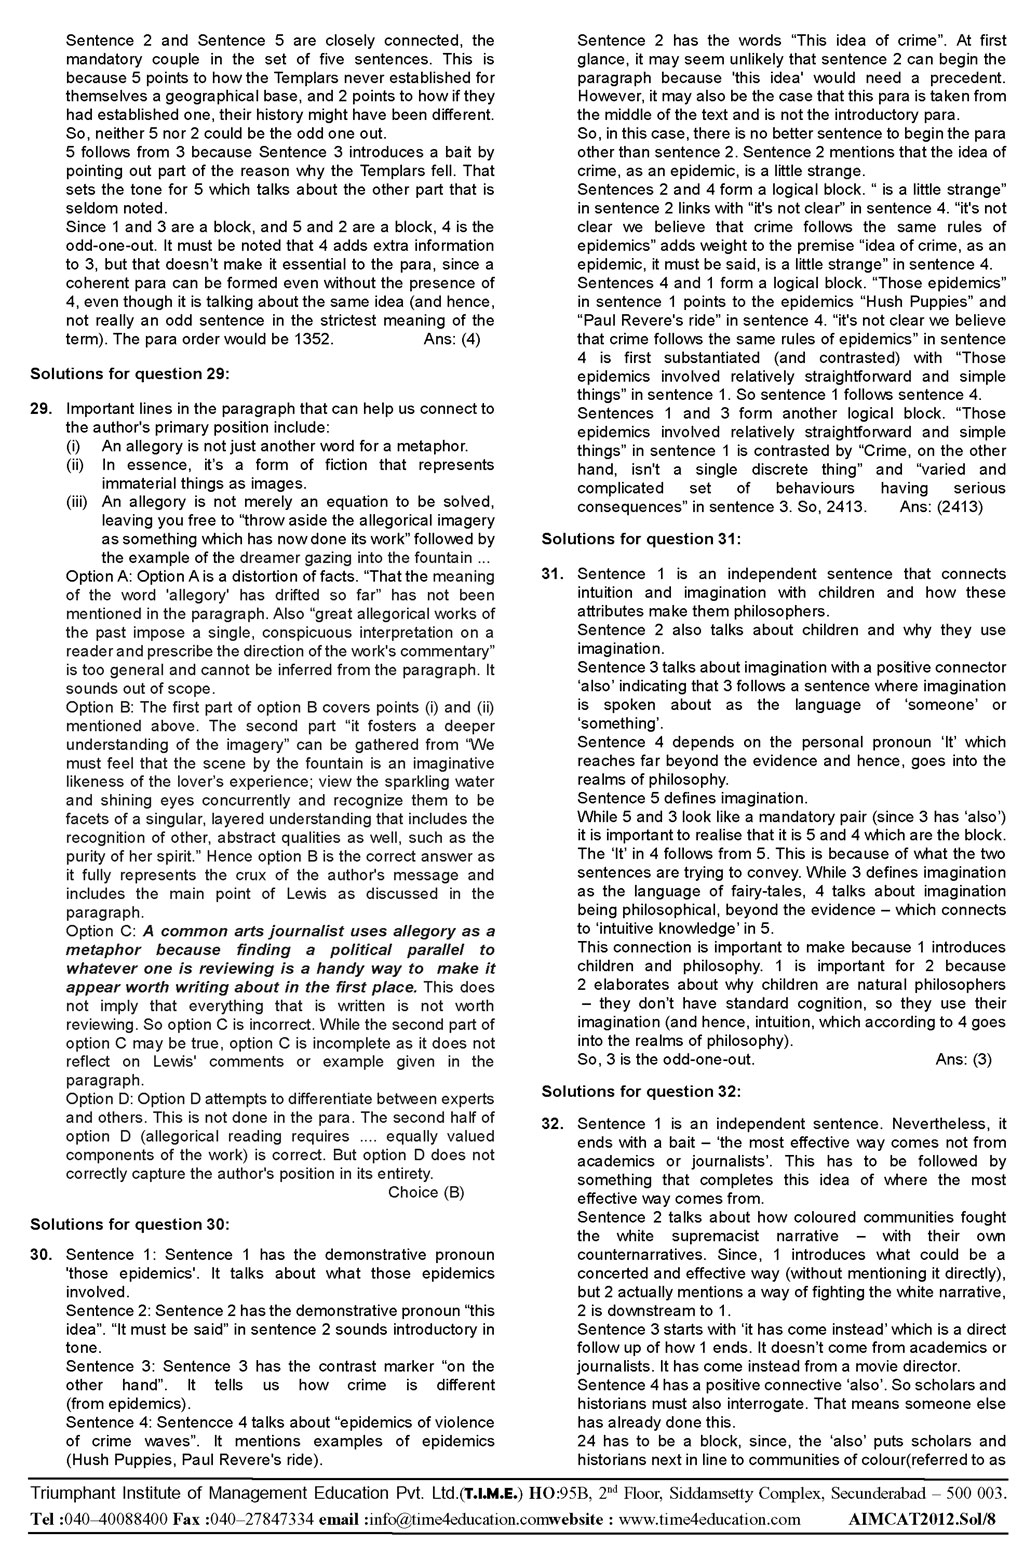 Sentence 2 and Sentence 5 are closely connected, the
mandatory couple in the set of five sentences. This is
because 5 points to how the Templars never established for
themselves a geographical base, and 2 points to how if they
had established one, their history might have been different.
So, neither 5 nor 2 could be the odd one out.
5 follows from 3 because Sentence 3 introduces a bait by
pointing out part of the reason why the Templars fell. That
sets the tone for 5 which talks about the other part that is
seldom noted.
Since 1 and 3 are a block, and 5 and 2 are a block, 4 is the
odd-one-out. It must be noted that 4 adds extra information
to 3, but that doesn't make it essential to the para, since a
coherent para can be formed even without the presence of
4, even though it is talking about the same idea (and hence,
not really an odd sentence in the strictest meaning of the
term). The para order would be 1352. Ans: (4)
Solutions for question 29:
29. Important lines in the paragraph that can help us connect to
the author's primary position include:
(i) An allegory is not just another word for a metaphor.
(ii) In essence, it's a form of fiction that represents
immaterial things as images.
(iii) An allegory is not merely an equation to be solved,
leaving you free to “throw aside the allegorical imagery
as something which has now done its work” followed by
the example of the dreamer gazing into the fountain ...
Option A: Option A is a distortion of facts. “That the meaning
of the word 'allegory' has drifted so far” has not been
mentioned in the paragraph. Also “great allegorical works of
the past impose a single, conspicuous interpretation on a
reader and prescribe the direction of the work's commentary”
is too general and cannot be inferred from the paragraph. It
sounds out of scope.
Option B: The first part of option B covers points (i) and (ii)
mentioned above. The second part “it fosters a deeper
understanding of the imagery” can be gathered from “We
must feel that the scene by the fountain is an imaginative
likeness of the lover's experience; view the sparkling water
and shining eyes concurrently and recognize them to be
facets of a singular, layered understanding that includes the
recognition of other, abstract qualities as well, such as the
purity of her spirit.” Hence option B is the correct answer as
it fully represents the crux of the author's message and
includes the main point of Lewis as discussed in the
paragraph.
Option C: A common arts journalist uses allegory as a
metaphor because finding a political parallel to
whatever one is reviewing is a handy way to make it
appear worth writing about in the first place. This does
not imply that everything that is written is not worth
reviewing. So option C is incorrect. While the second part of
option C may be true, option C is incomplete as it does not
reflect on Lewis' comments or example given in the
paragraph.
Option D: Option D attempts to differentiate between experts
and others. This is not done in the para. The second half of
option D (allegorical reading requires .... equally valued
components of the work) is correct. But option D does not
correctly capture the author's position in its entirety.
Choice (B)
Solutions for question 30:
30. Sentence 1: Sentence 1 has the demonstrative pronoun
'those epidemics'. It talks about what those epidemics
involved.
Sentence 2: Sentence 2 has the demonstrative pronoun “this
idea”. “It must be said” in sentence 2 sounds introductory in
tone.
Sentence 3: Sentence 3 has the contrast marker “on the
other hand”. It tells us how crime is different
(from epidemics).
Sentence 4: Sentencce 4 talks about “epidemics of violence
of crime waves”. It mentions examples of epidemics
(Hush Puppies, Paul Revere's ride).
Sentence 2 has the words “This idea of crime”. At first
glance, it may seem unlikely that sentence 2 can begin the
paragraph because 'this idea' would need a precedent.
However, it may also be the case that this para is taken from
the middle of the text and is not the introductory para.
So, in this case, there is no better sentence to begin the para
other than sentence 2. Sentence 2 mentions that the idea of
crime, as an epidemic, is a little strange.
Sentences 2 and 4 form a logical block. “ is a little strange”
in sentence 2 links with “it's not clear” in sentence 4. “it's not
clear we believe that crime follows the same rules of
epidemics” adds weight to the premise “idea of crime, as an
epidemic, it must be said, is a little strange” in sentence 4.
Sentences 4 and 1 form a logical block. “Those epidemics”
in sentence 1 points to the epidemics “Hush Puppies” and
“Paul Revere's ride” in sentence 4. “it's not clear we believe
that crime follows the same rules of epidemics” in sentence
4 is first substantiated (and contrasted) with “Those
epidemics involved relatively straightforward and simple
things” in sentence 1. So sentence 1 follows sentence 4.
Sentences 1 and 3 form another logical block. “Those
epidemics involved relatively straightforward and simple
things” in sentence 1 is contrasted by “Crime, on the other
hand, isn't a single discrete thing” and “varied and
complicated set of behaviours having serious
consequences” in sentence 3. So, 2413. Ans: (2413)
Solutions for question 31:
31. Sentence 1 is an independent sentence that connects
intuition and imagination with children and how these
attributes make them philosophers.
Sentence 2 also talks about children and why they use
imagination.
Sentence 3 talks about imagination with a positive connector
‘also’ indicating that 3 follows a sentence where imagination
is spoken about as the language of ‘someone’ or
‘something’.
Sentence 4 depends on the personal pronoun ‘It’ which
reaches far beyond the evidence and hence, goes into the
realms of philosophy.
Sentence 5 defines imagination.
While 5 and 3 look like a mandatory pair (since 3 has ‘also’)
it is important to realise that it is 5 and 4 which are the block.
The ‘It’ in 4 follows from 5. This is because of what the two
sentences are trying to convey. While 3 defines imagination
as the language of fairy-tales, 4 talks about imagination
being philosophical, beyond the evidence – which connects
to ‘intuitive knowledge’ in 5.
This connection is important to make because 1 introduces
children and philosophy. 1 is important for 2 because
2 elaborates about why children are natural philosophers
– they don't have standard cognition, so they use their
imagination (and hence, intuition, which according to 4 goes
into the realms of philosophy).
So, 3 is the odd-one-out. Ans: (3)
Solutions for question 32:
32. Sentence 1 is an independent sentence. Nevertheless, it
ends with a bait – ‘the most effective way comes not from
academics or journalists’. This has to be followed by
something that completes this idea of where the most
effective way comes from.
Sentence 2 talks about how coloured communities fought
the white supremacist narrative – with their own
counternarratives. Since, 1 introduces what could be a
concerted and effective way (without mentioning it directly),
but 2 actually mentions a way of fighting the white narrative,
2 is downstream to 1.
Sentence 3 starts with ‘it has come instead’ which is a direct
follow up of how 1 ends. It doesn't come from academics or
journalists. It has come instead from a movie director.
Sentence 4 has a positive connective ‘also’. So scholars and
historians must also interrogate. That means someone else
has already done this.
24 has to be a block, since, the ‘also’ puts scholars and
historians next in line to communities of colour(referred to as
Triumphant Institute of Management Education Pvt. Ltd.(T.I.M.E.) HO:95B, 2nd Floor, Siddamsetty Complex, Secunderabad – 500 003.
Tel :040–40088400 Fax :040–27847334 email :info@time4education.comwebsite : www.time4education.com AIMCAT2012.Sol/8